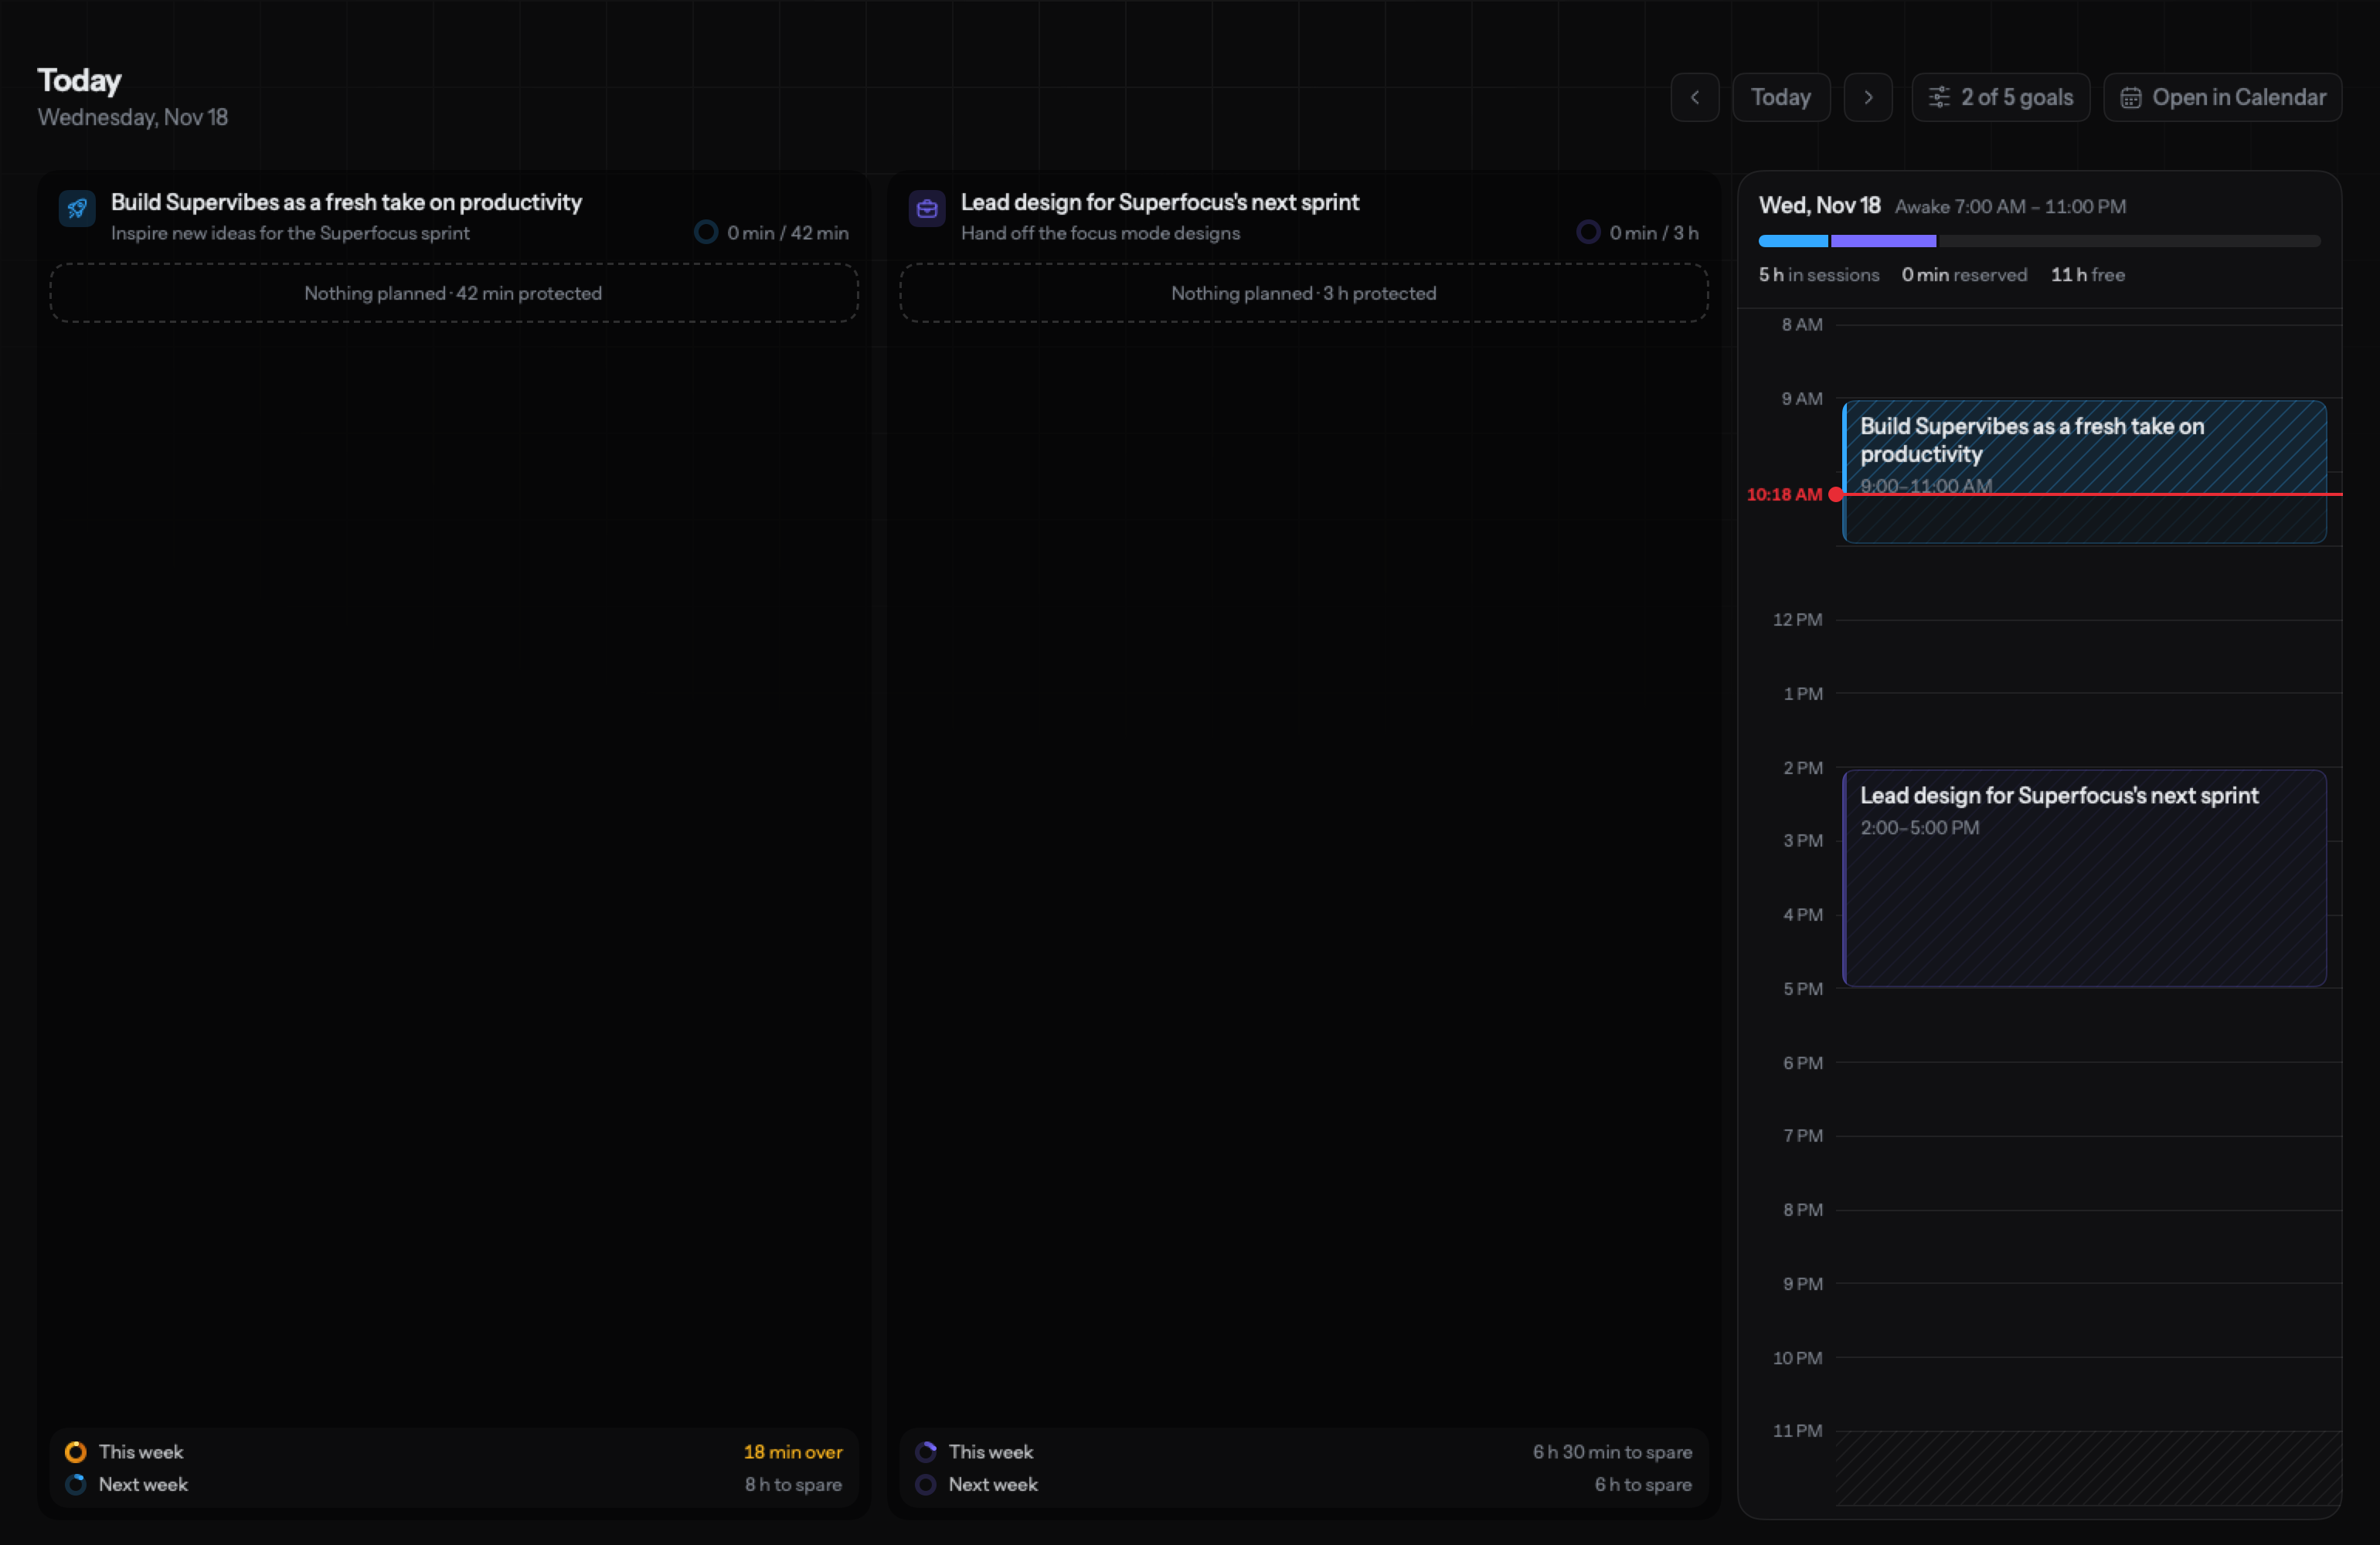 Today
Wednesday, Nov 18
Today
2 of 5 goals
Open in Calendar
Build Supervibes as a fresh take on productivity
Inspire new ideas for the Superfocus sprint
0 min / 42 min
Nothing planned · 42 min protected
This week
18 min over
Next week
8 h to spare
Lead design for Superfocus's next sprint
Hand off the focus mode designs
0 min / 3 h
Nothing planned · 3 h protected
This week
6 h 30 min to spare
Next week
6 h to spare
Wed, Nov 18 Awake 7:00 AM – 11:00 PM
5 h in sessions 0 min reserved 11 h free
8 AM
9 AM
Build Supervibes as a fresh take on
productivity
9:00–11:00 AM
10:18 AM
12 PM
1 PM
2 PM
Lead design for Superfocus's next sprint
2:00–5:00 PM
3 PM
4 PM
5 PM
6 PM
7 PM
8 PM
9 PM
10 PM
11 PM